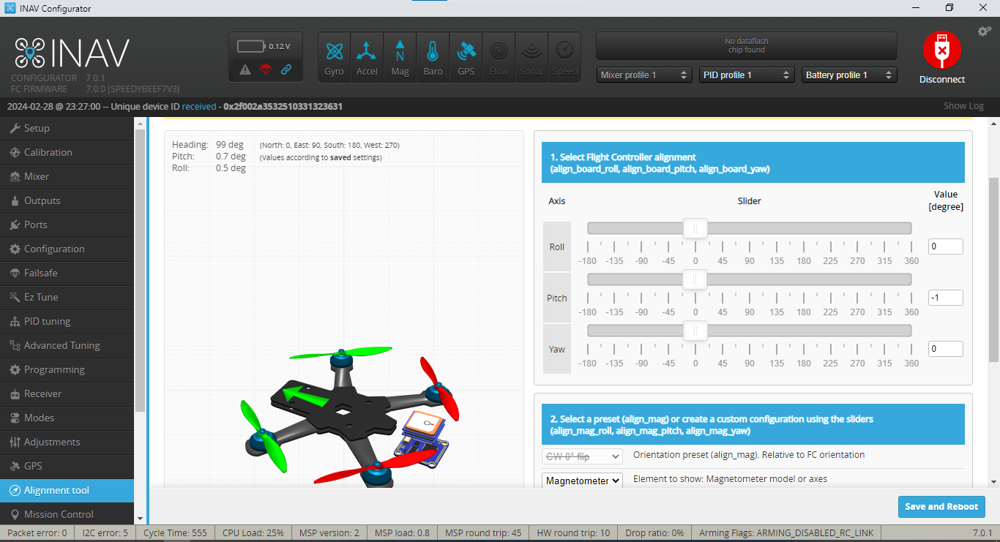 INAV Configurator
INAV
CONFIGURATOR 7.0.1
FC FIRMWARE 7.0.0 [SPEEDYBEEF7V3]
0.12 V
Gyro Accel Mag Baro GPS Flow Sonar Speed
No dataflash
chip found
Mixer profile 1 PID profile 1 Battery profile 1
Disconnect
2024-02-28 @ 23:27:00 -- Unique device ID received - 0x2f002a3532510331323631
Show Log
Setup
Calibration
Mixer
Outputs
Ports
Configuration
Failsafe
Ez Tune
PID tuning
Advanced Tuning
Programming
Receiver
Modes
Adjustments
GPS
Alignment tool
Mission Control
Heading: 99 deg (North: 0, East: 90, South: 180, West: 270)
Pitch: 0.7 deg (Values according to saved settings)
Roll: 0.5 deg
1. Select Flight Controller alignment
(align_board_roll, align_board_pitch, align_board_yaw)
Axis Slider Value
[degree]
Roll 0
-180 -135 -90 -45 0 45 90 135 180 225 270 315 360
Pitch -1
-180 -135 -90 -45 0 45 90 135 180 225 270 315 360
Yaw 0
-180 -135 -90 -45 0 45 90 135 180 225 270 315 360
2. Select a preset (align_mag) or create a custom configuration using the sliders
(align_mag_roll, align_mag_pitch, align_mag_yaw)
CW 0° flip Orientation preset (align_mag). Relative to FC orientation
Magnetometer Element to show: Magnetometer model or axes
Save and Reboot
Packet error: 0 I2C error: 5 Cycle Time: 555 CPU Load: 25% MSP version: 2 MSP load: 0.8 MSP round trip: 45 HW round trip: 10 Drop ratio: 0% Arming Flags: ARMING_DISABLED_RC_LINK 7.0.1